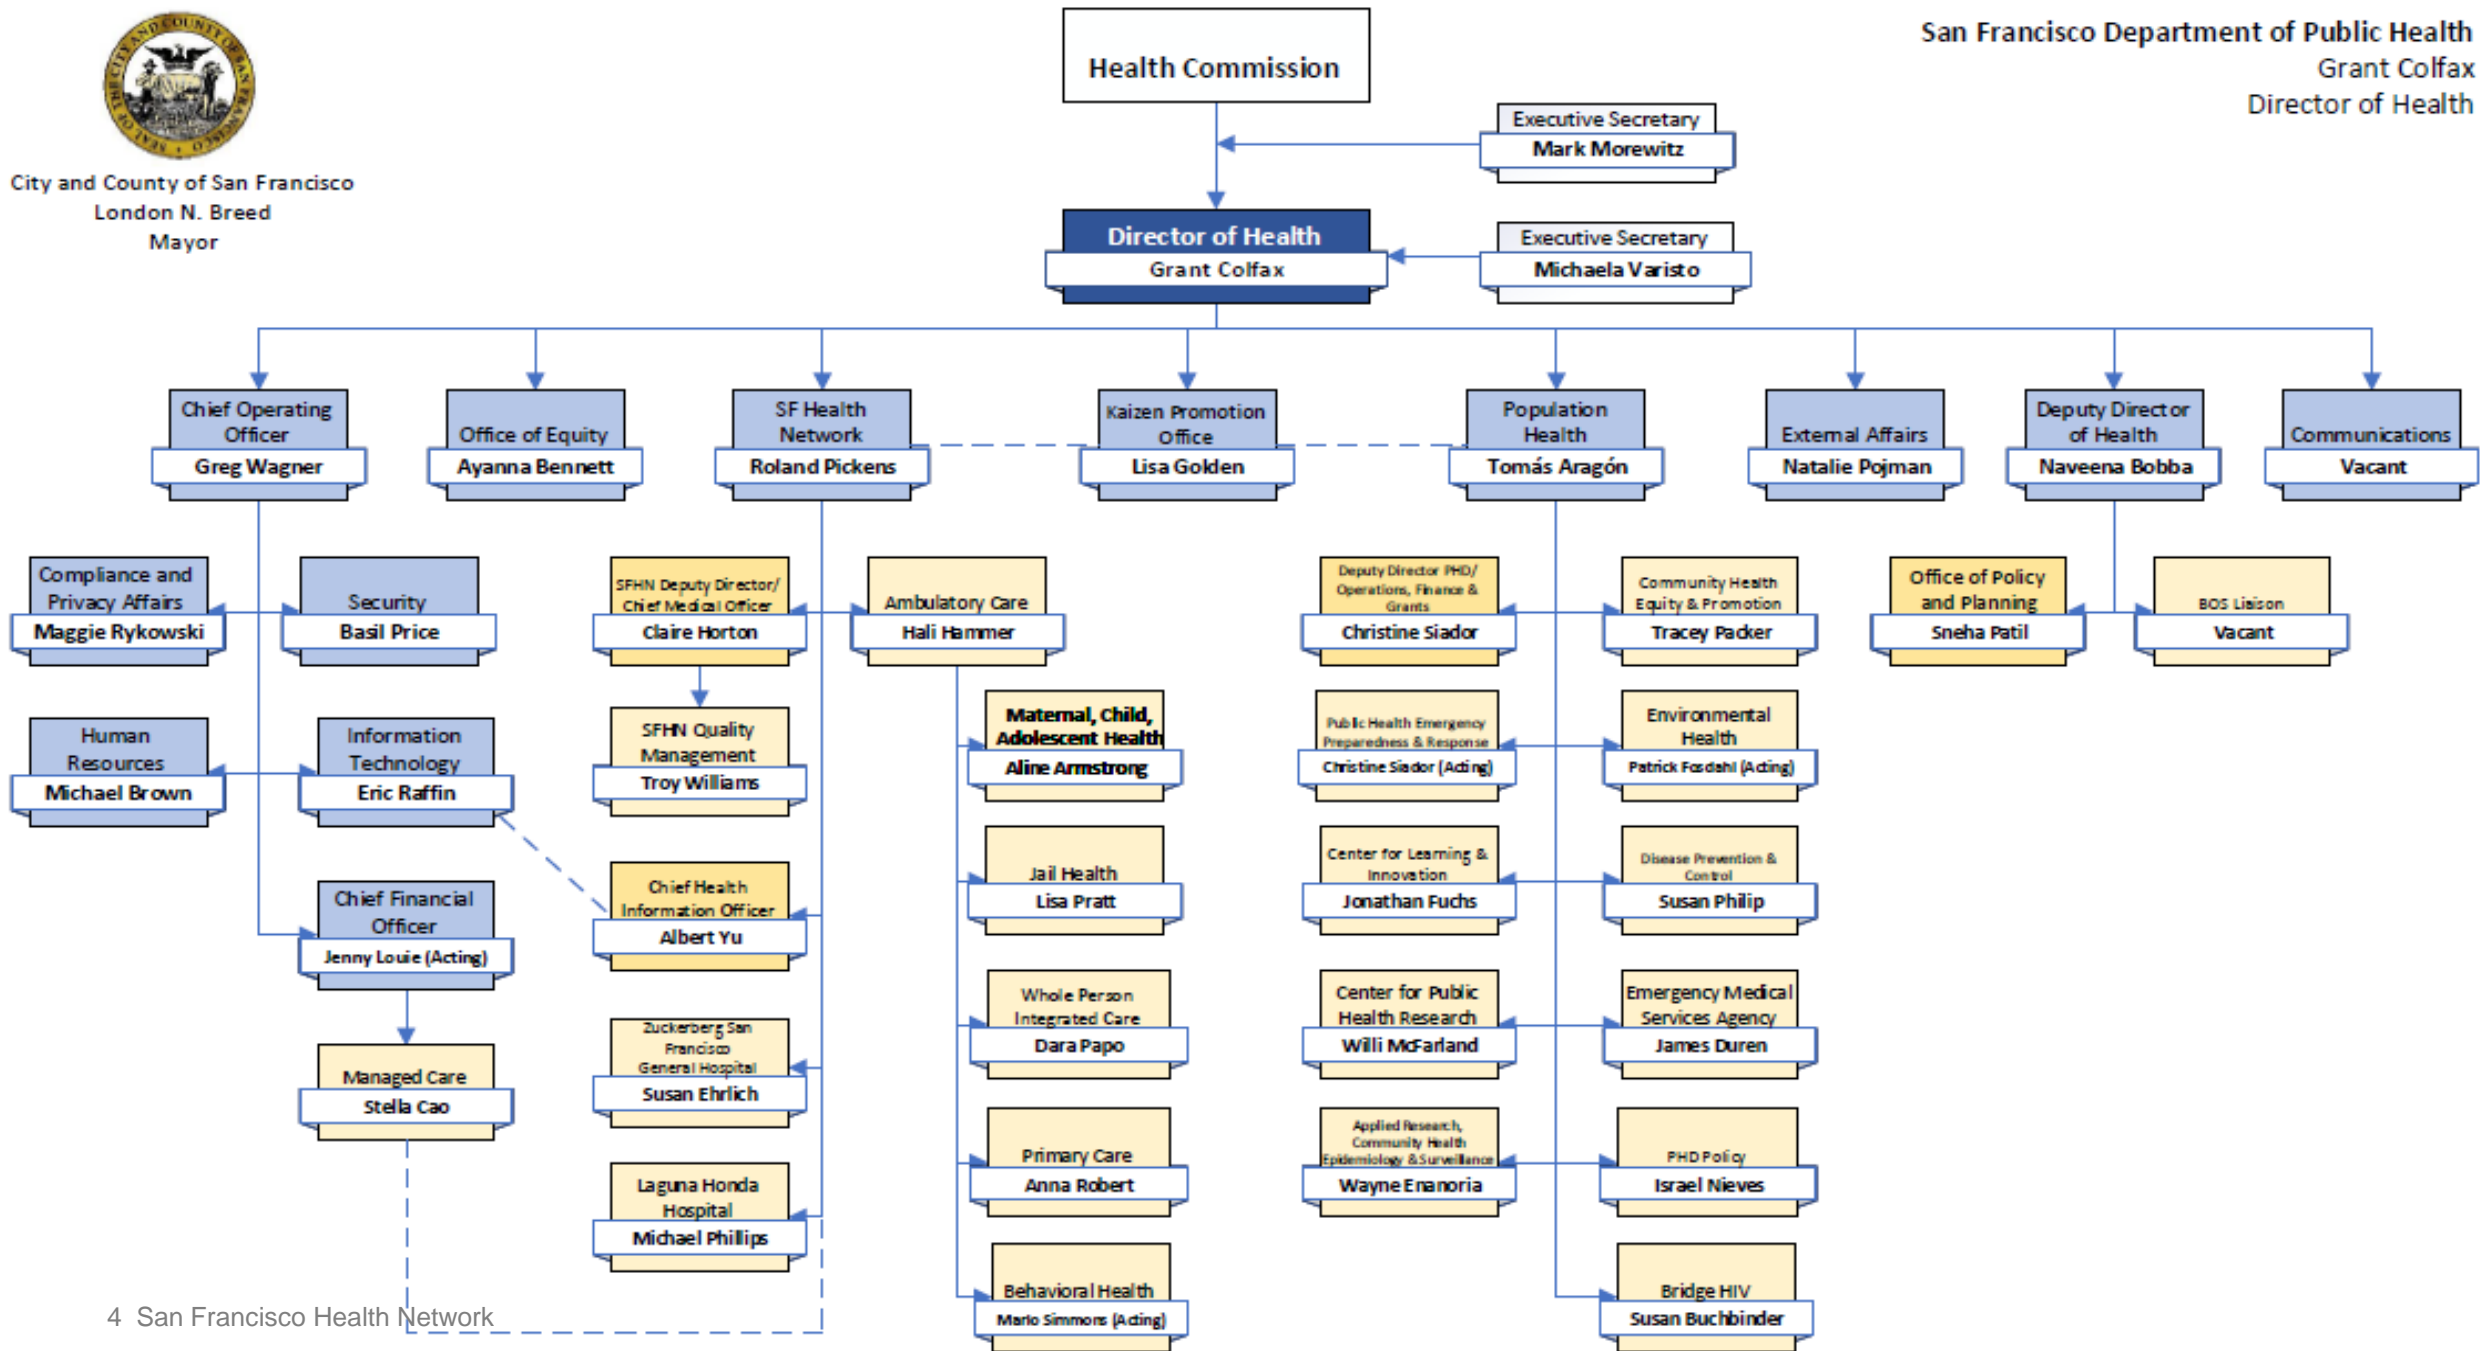 San Francisco Department of Public Health
Grant Colfax
Director of Health
SEAL OF THE CITY AND COUNTY OF SAN FRANCISCO
City and County of San Francisco
London N. Breed
Mayor
Health Commission
Executive Secretary
Mark Morewitz
Director of Health
Grant Colfax
Executive Secretary
Michaela Varisto
Chief Operating
Officer
Greg Wagner
Office of Equity
Ayanna Bennett
SF Health
Network
Roland Pickens
Kaizen Promotion
Office
Lisa Golden
Population
Health
Tomás Aragón
External Affairs
Natalie Pojman
Deputy Director
of Health
Naveena Bobba
Communications
Vacant
Compliance and
Privacy Affairs
Maggie Rykowski
Security
Basil Price
SFHN Deputy Director/
Chief Medical Officer
Claire Horton
Ambulatory Care
Hali Hammer
Deputy Director PHD/
Operations, Finance &
Grants
Christine Siador
Community Health
Equity & Promotion
Tracey Packer
Office of Policy
and Planning
Sneha Patil
BOS Liaison
Vacant
Human
Resources
Michael Brown
Information
Technology
Eric Raffin
SFHN Quality
Management
Troy Williams
Maternal, Child,
Adolescent Health
Aline Armstrong
Public Health Emergency
Preparedness & Response
Christine Siador (Acting)
Environmental
Health
Patrick Fosdahl (Acting)
Chief Financial
Officer
Jenny Louie (Acting)
Chief Health
Information Officer
Albert Yu
Jail Health
Lisa Pratt
Center for Learning &
Innovation
Jonathan Fuchs
Disease Prevention &
Control
Susan Philip
Managed Care
Stella Cao
Zuckerberg San
Francisco
General Hospital
Susan Ehrlich
Whole Person
Integrated Care
Dara Papo
Center for Public
Health Research
Willi McFarland
Emergency Medical
Services Agency
James Duren
Laguna Honda
Hospital
Michael Phillips
Primary Care
Anna Robert
Applied Research,
Community Health
Epidemiology & Surveillance
Wayne Enanoria
PHD Policy
Israel Nieves
Behavioral Health
Marlo Simmons (Acting)
Bridge HIV
Susan Buchbinder
4 San Francisco Health Network